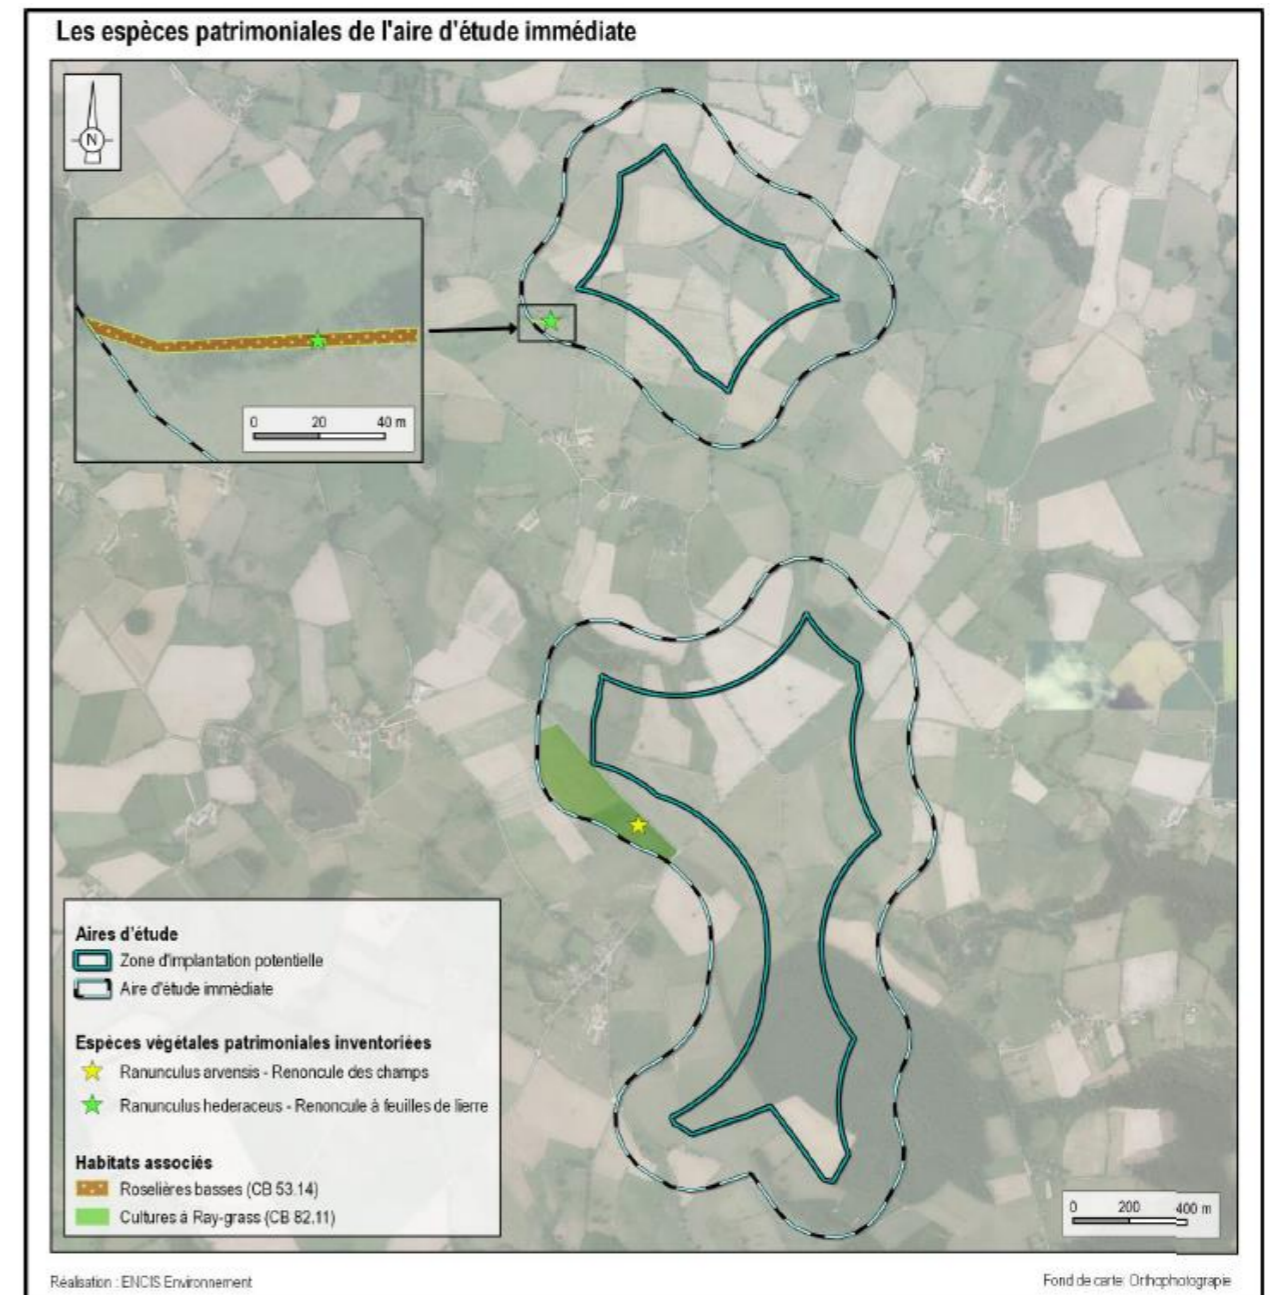 Les espèces patrimoniales de l'aire d'étude immédiate
N
0 20 40 m
Aires d'étude
Zone d'implantation potentielle
Aire d'étude immédiate
Espèces végétales patrimoniales inventoriées
Ranunculus arvensis - Renoncule des champs
Ranunculus hederaceus - Renoncule à feuilles de lierre
Habitats associés
Roselières basses (CB 53.14)
Cultures à Ray-grass (CB 82.11)
0 200 400 m
Réalisation : ENCIS Environnement
Fond de carte: Orthophotograpie